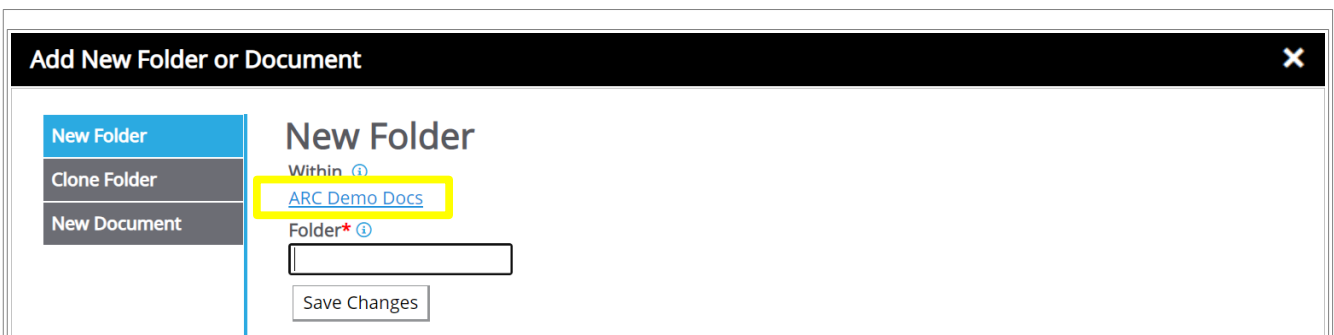 Add New Folder or Document
New Folder
Clone Folder
New Document
New Folder
Within
ARC Demo Docs
Folder*
Save Changes